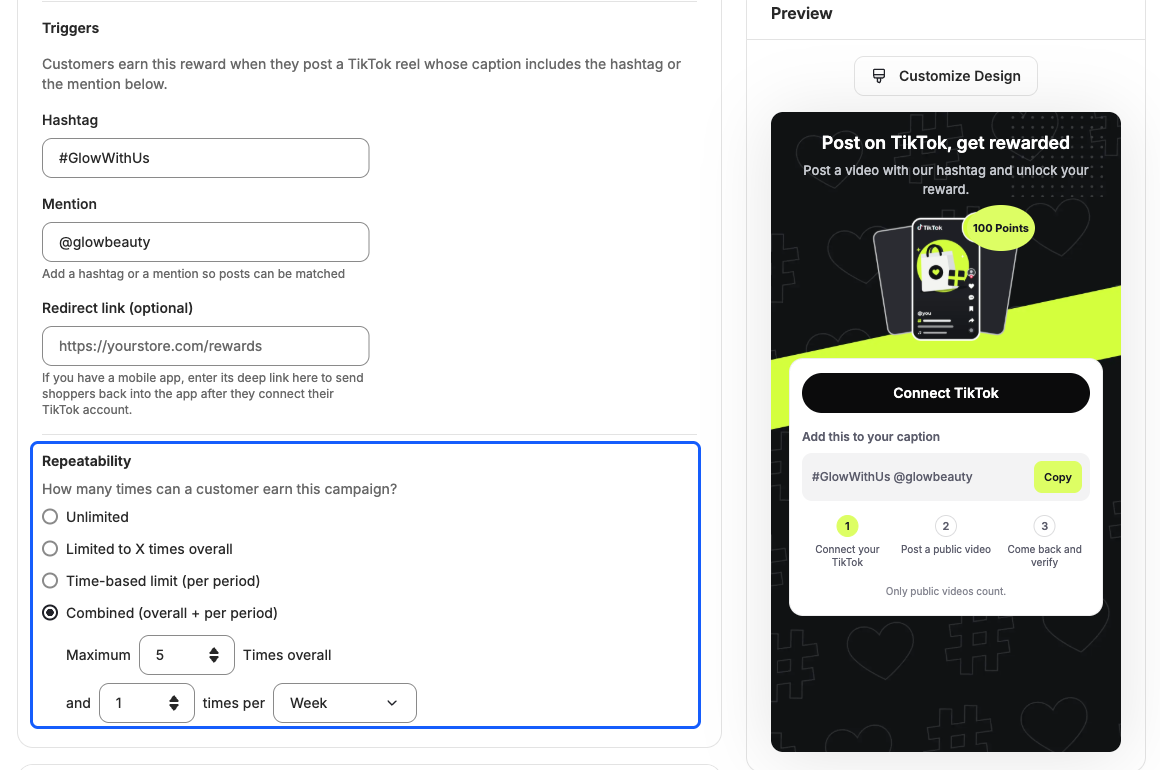 Triggers
Customers earn this reward when they post a TikTok reel whose caption includes the hashtag or
the mention below.
Hashtag
#GlowWithUs
Mention
@glowbeauty
Add a hashtag or a mention so posts can be matched
Redirect link (optional)
https://yourstore.com/rewards
If you have a mobile app, enter its deep link here to send
shoppers back into the app after they connect their
TikTok account.
Repeatability
How many times can a customer earn this campaign?
Unlimited
Limited to X times overall
Time-based limit (per period)
Combined (overall + per period)
Maximum 5 Times overall
and 1 times per Week
Preview
Customize Design
Post on TikTok, get rewarded
Post a video with our hashtag and unlock your
reward.
TikTok
100 Points
@you
Connect TikTok
Add this to your caption
#GlowWithUs @glowbeauty Copy
1 2 3
Connect your Post a public video Come back and
TikTok verify
Only public videos count.